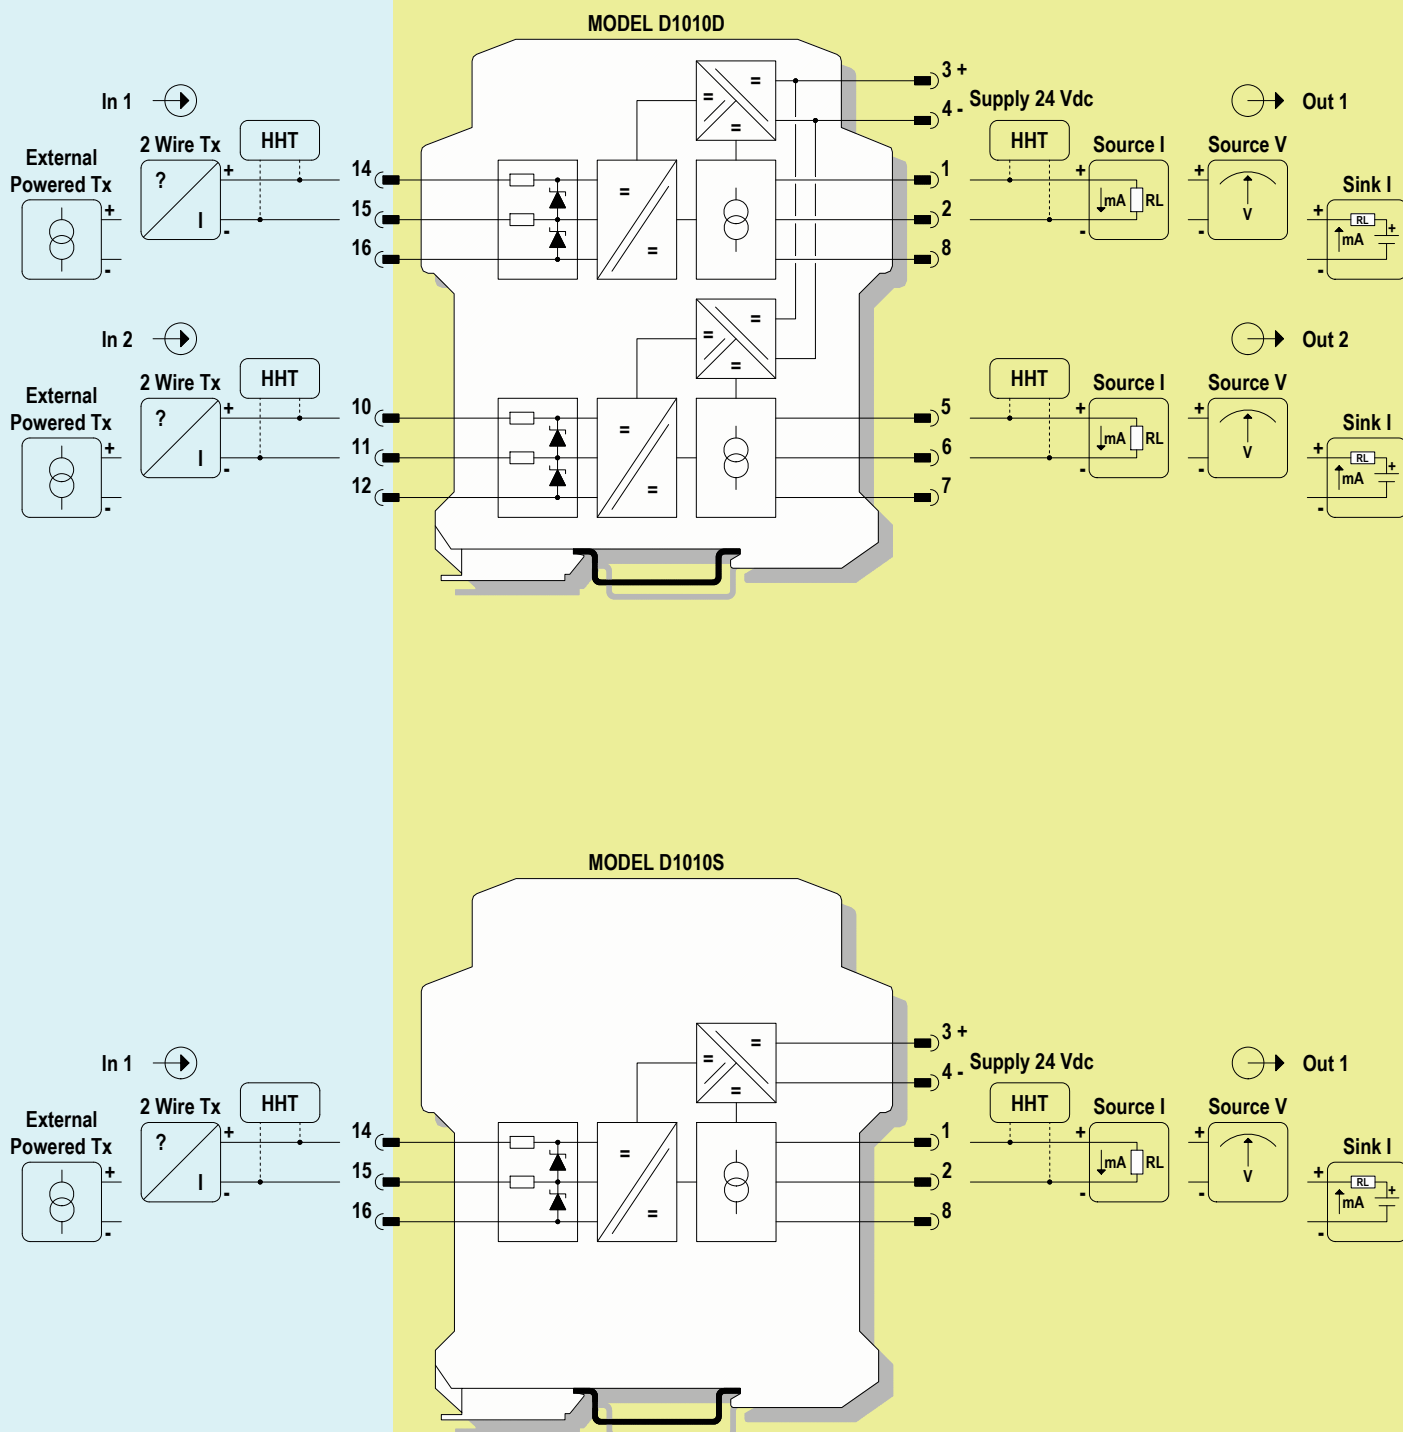 MODEL D1010D
In 1
3 +
4 -
Supply 24 Vdc
Out 1
External
Powered Tx
+
-
2 Wire Tx
?
I
+
-
HHT
14
15
16
=
=
=
=
=
1
2
8
HHT
Source I
+
-
mA
RL
Source V
+
-
V
Sink I
+
-
RL
mA
+
In 2
Out 2
External
Powered Tx
+
-
2 Wire Tx
?
I
+
-
HHT
10
11
12
=
=
=
=
=
5
6
7
HHT
Source I
+
-
mA
RL
Source V
+
-
V
Sink I
+
-
RL
mA
+
MODEL D1010S
In 1
3 +
4 -
Supply 24 Vdc
Out 1
External
Powered Tx
+
-
2 Wire Tx
?
I
+
-
HHT
14
15
16
=
=
=
=
=
1
2
8
HHT
Source I
+
-
mA
RL
Source V
+
-
V
Sink I
+
-
RL
mA
+